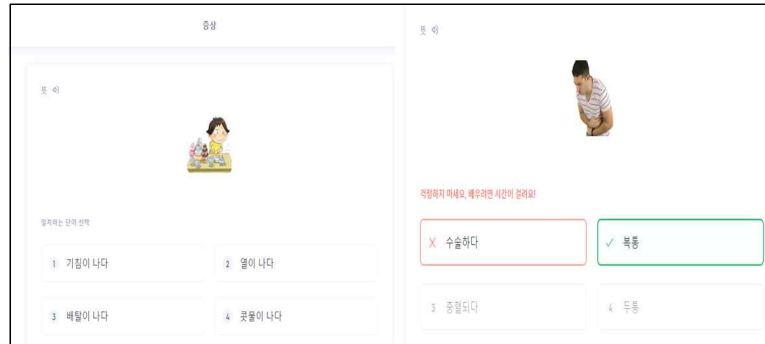 증상
뜻
일치하는 단어 선택
1 기침이 나다
2 열이 나다
3 배탈이 나다
4 콧물이 나다
뜻
걱정하지 마세요, 배우려면 시간이 걸려요!
수술하다
복통
3 충혈되다
4 두통